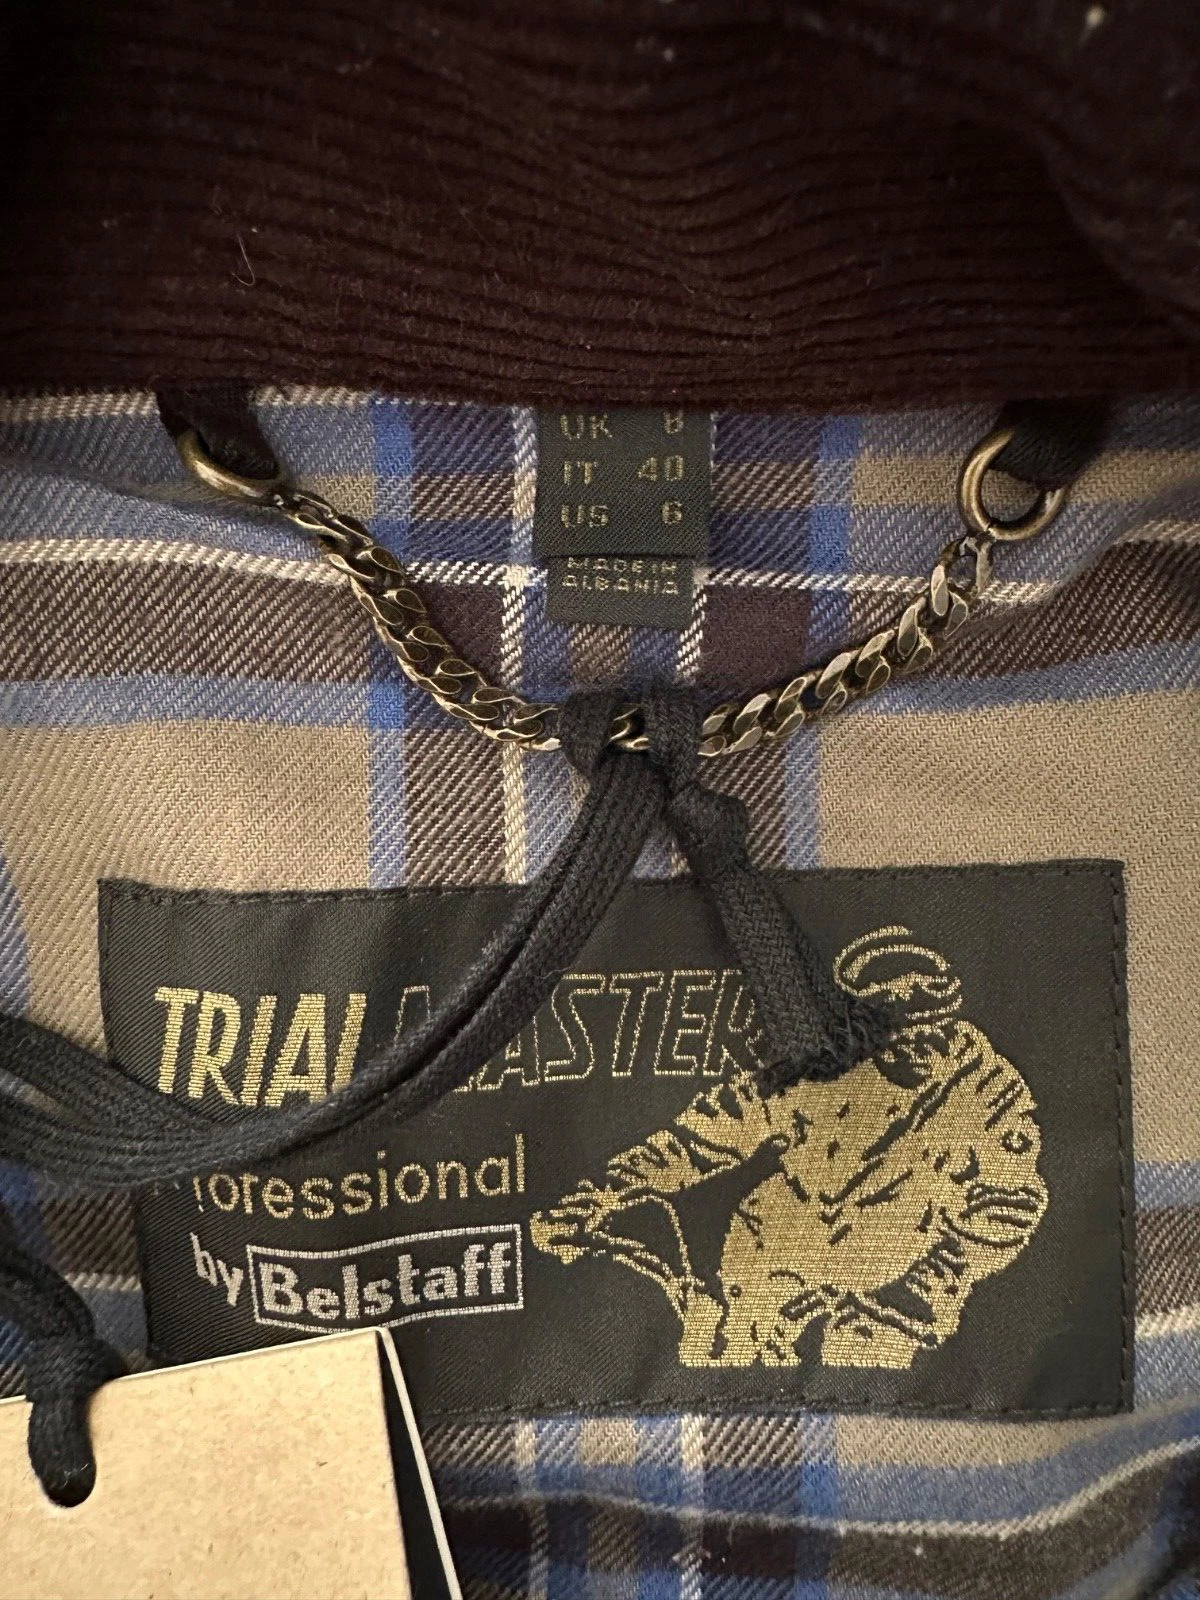 UK 8
IT 40
US 6
MADE IN
ALBANIA
TRIALMASTER
Professional
by Belstaff